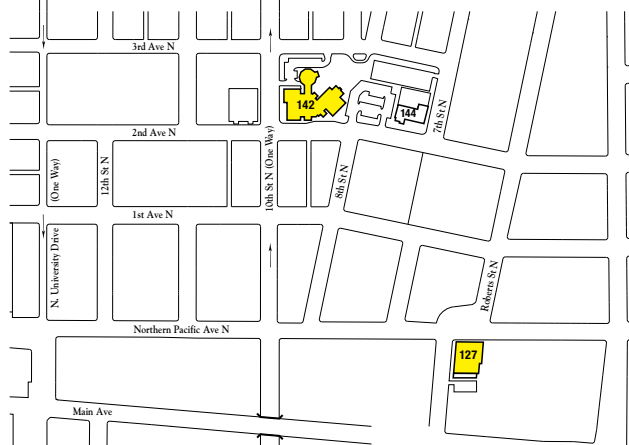 3rd Ave N
142
144
7th St N
2nd Ave N
10th St N (One Way)
(One Way)
12th St N
8th St N
1st Ave N
N. University Drive
Roberts St N
Northern Pacific Ave N
127
Main Ave